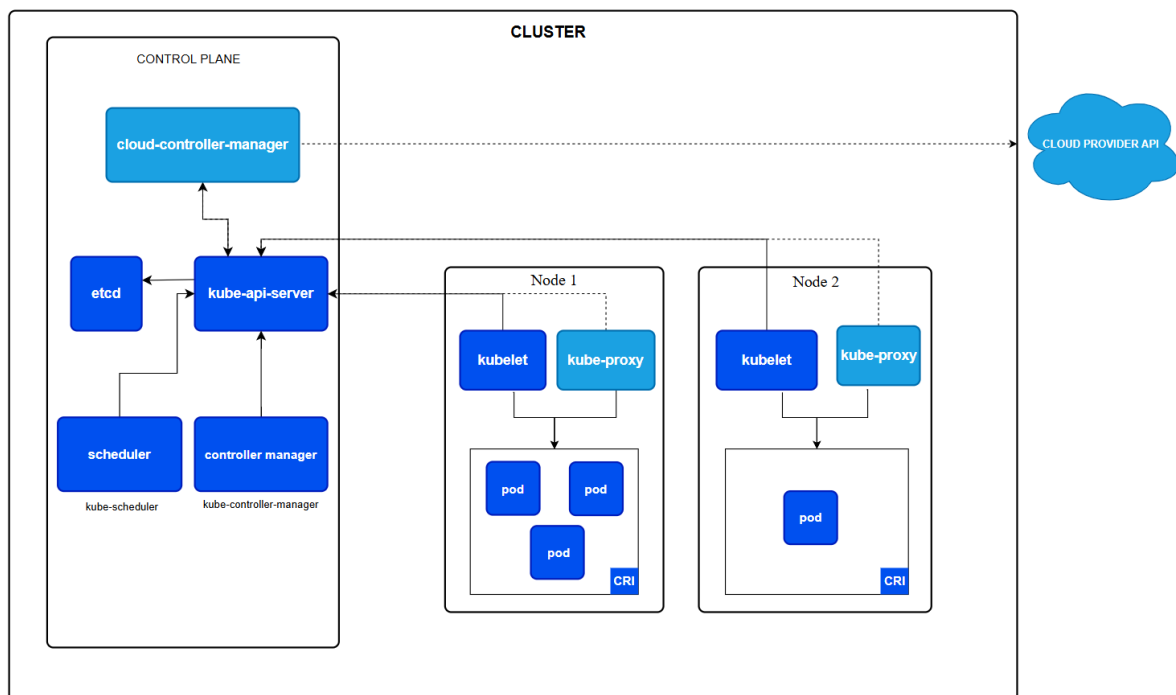 CLUSTER
CONTROL PLANE
cloud-controller-manager
CLOUD PROVIDER API
etcd
kube-api-server
scheduler
kube-scheduler
controller manager
kube-controller-manager
Node 1
kubelet
kube-proxy
pod
pod
pod
CRI
Node 2
kubelet
kube-proxy
pod
CRI